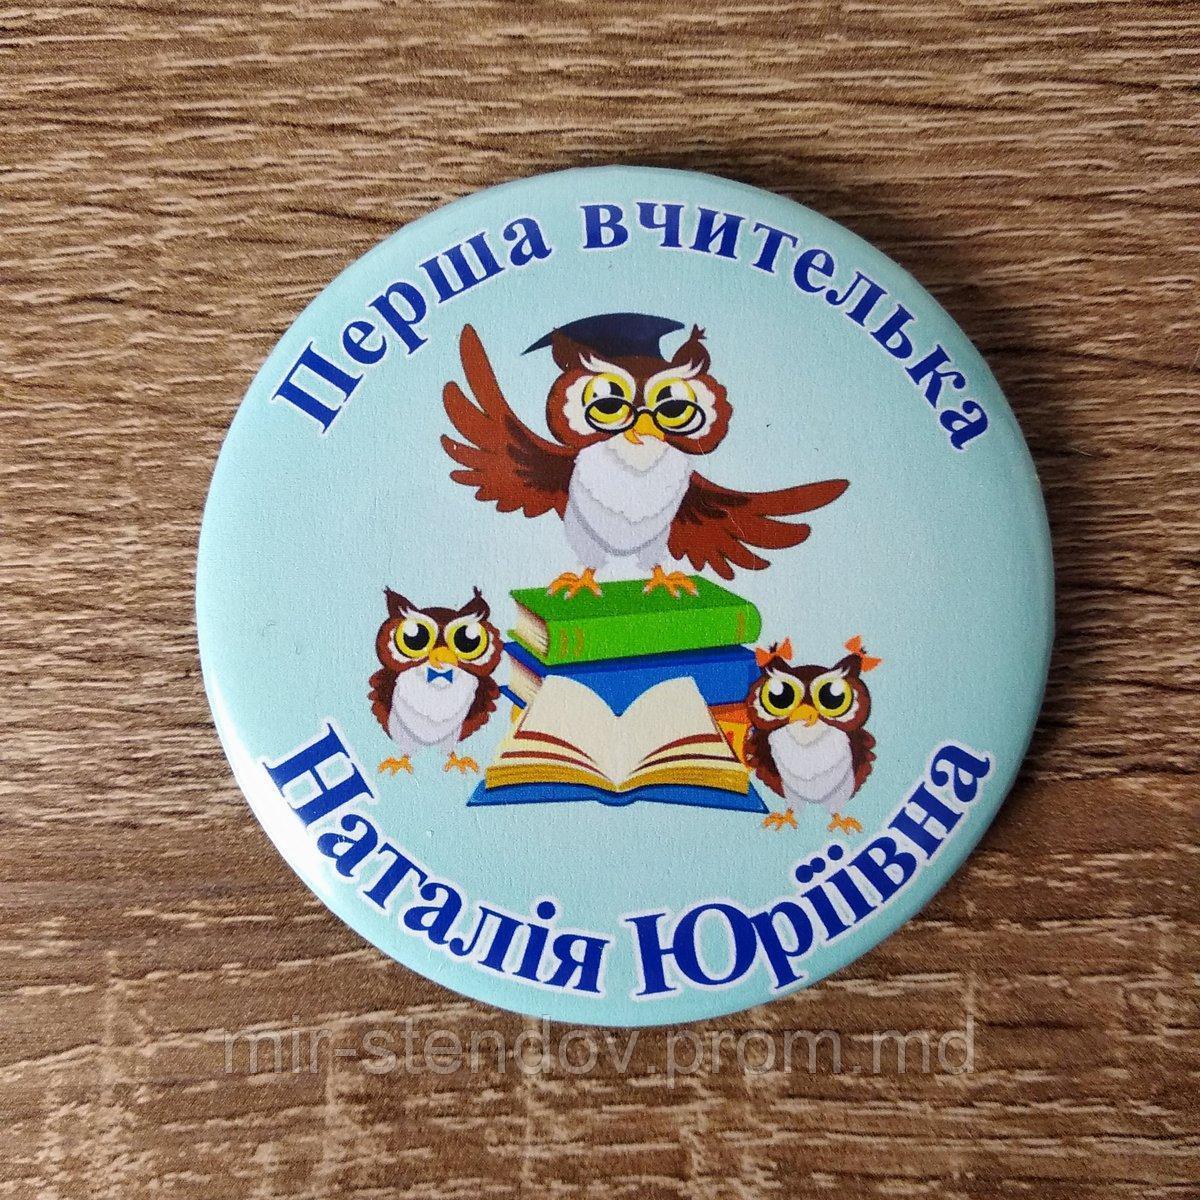 Перша вчителька
Наталія Юріївна
mir-stendov.prom.md